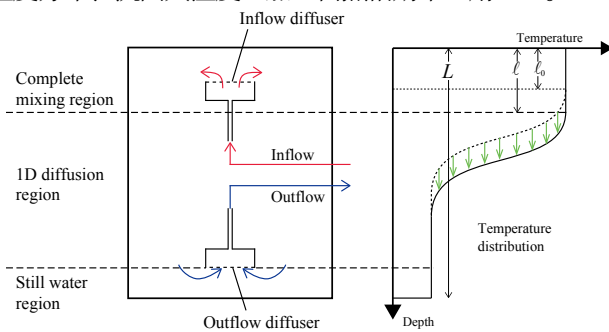 Inflow diffuser
Complete
mixing region
1D diffusion
region
Inflow
Outflow
Still water
region
Outflow diffuser
Temperature
L
ℓ
ℓ₀
Temperature
distribution
Depth